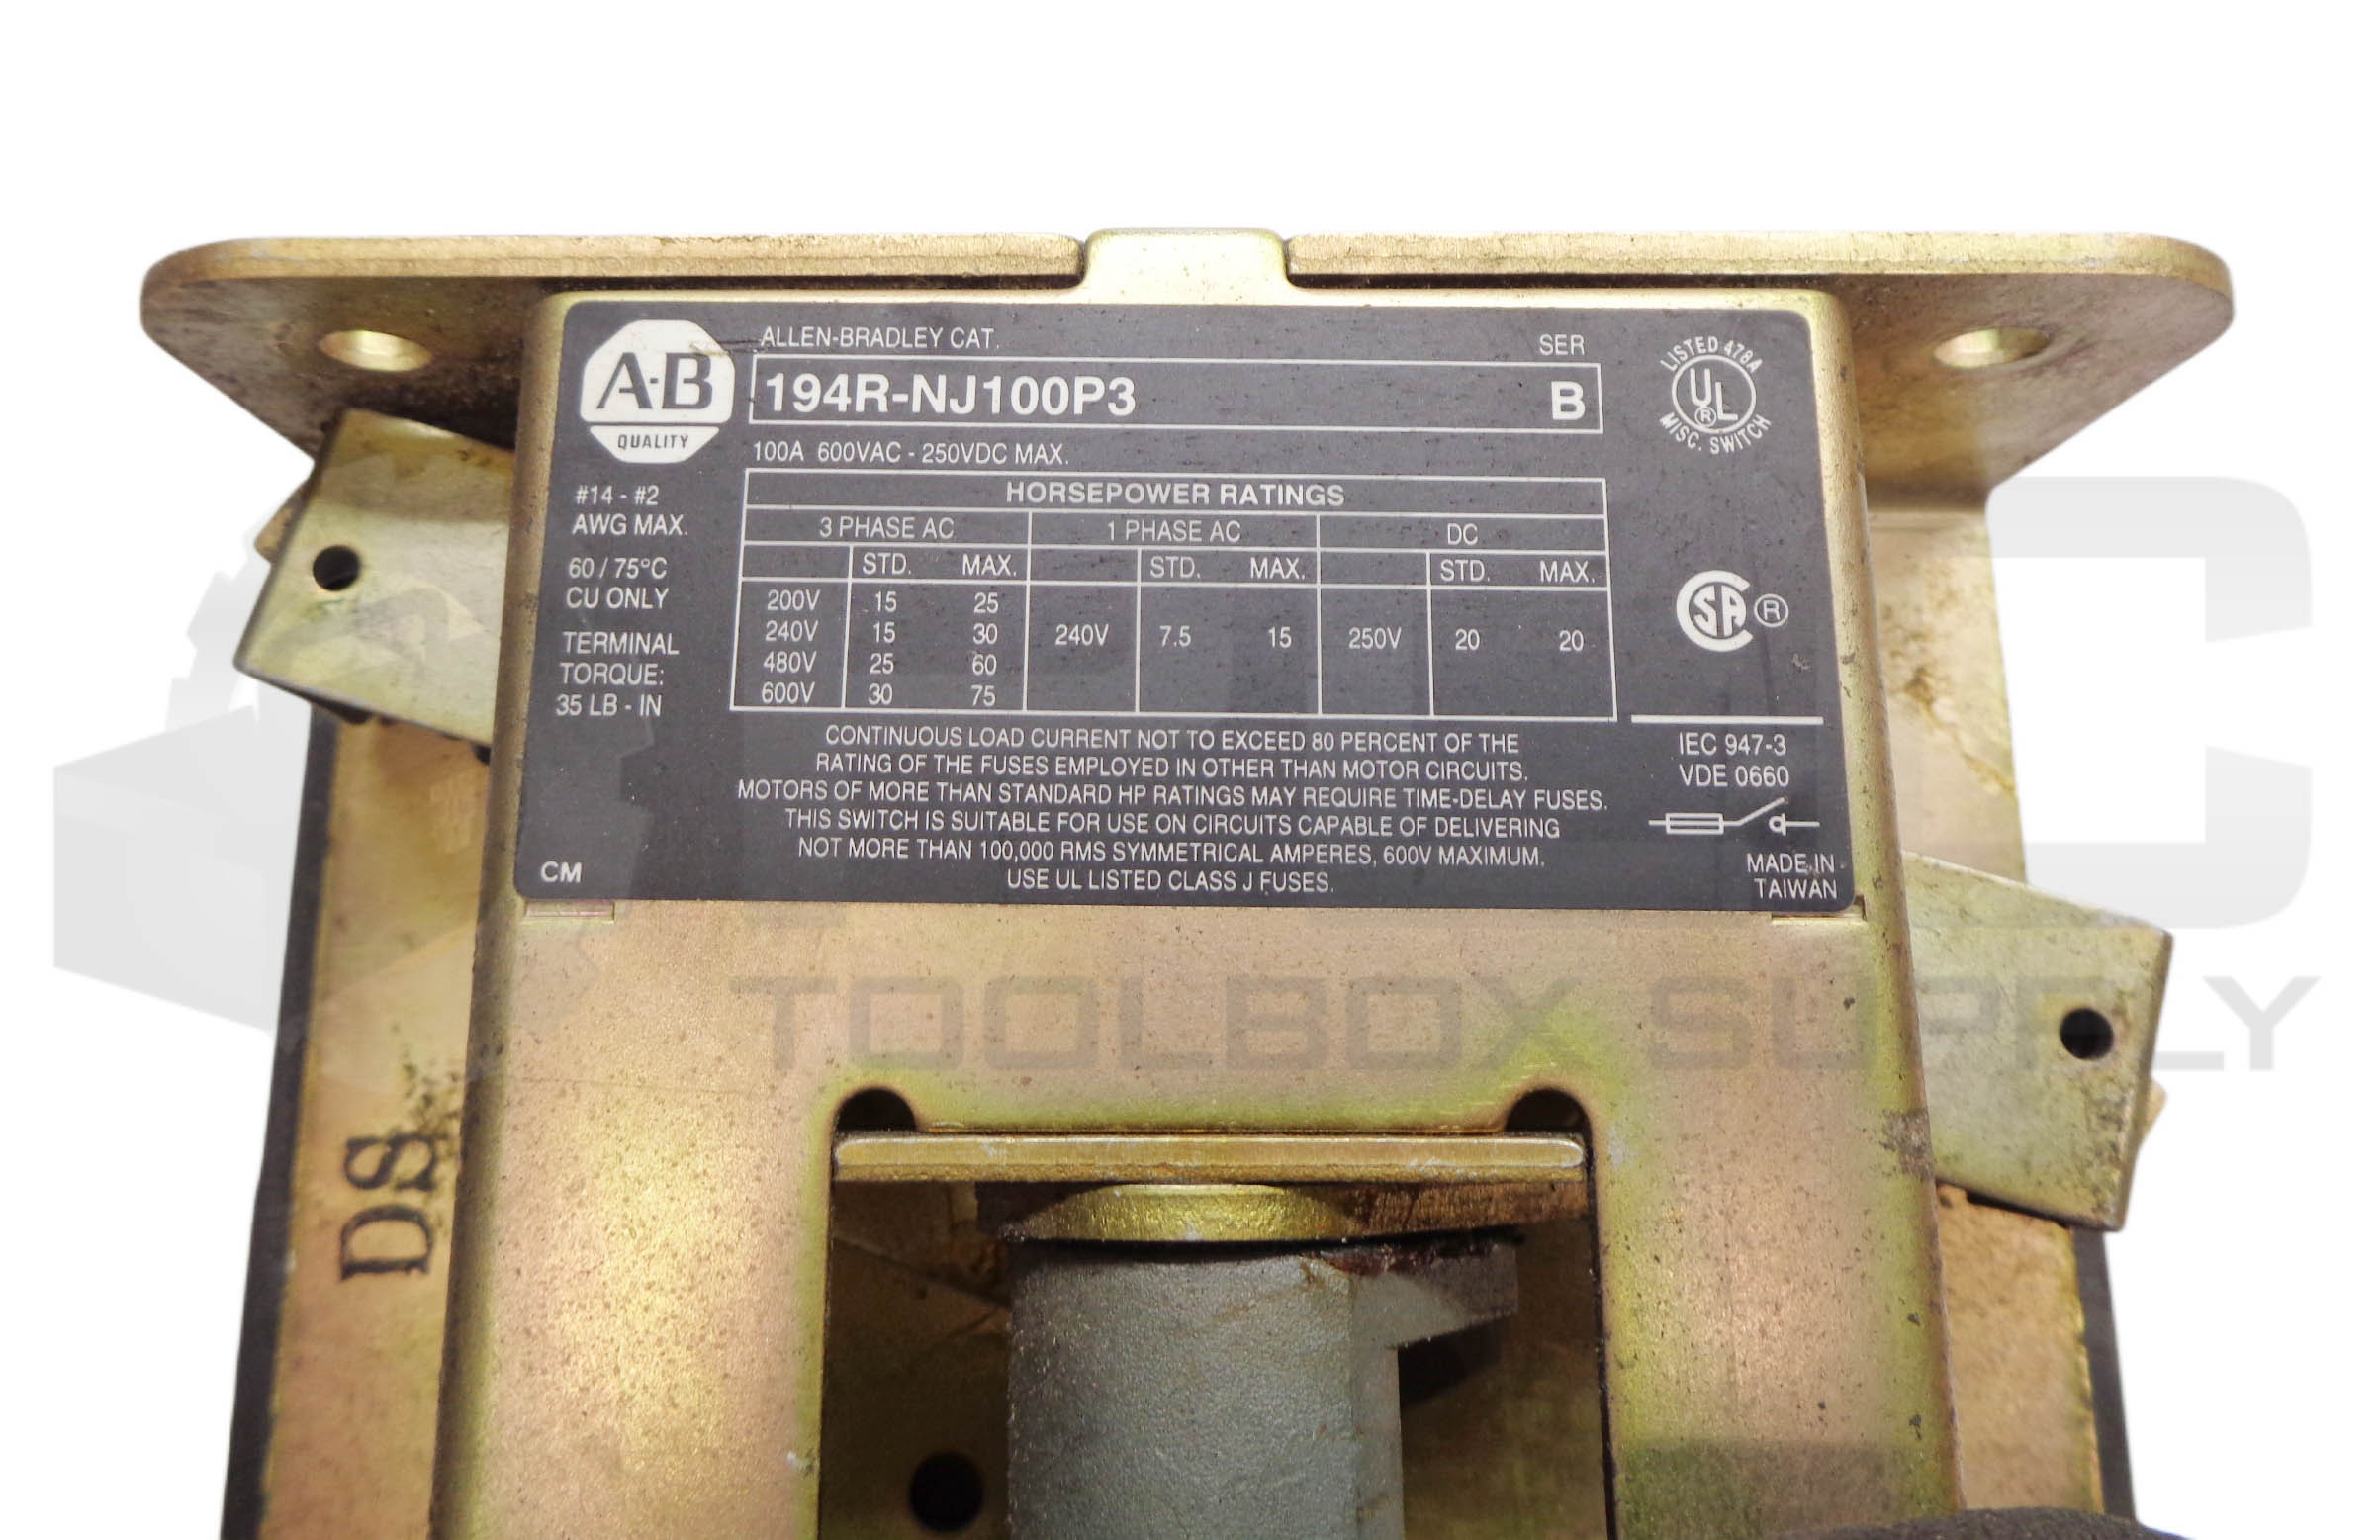 A-B
QUALITY
ALLEN-BRADLEY CAT.
SER
194R-NJ100P3
B
LISTED 478A
UL
®
MISC. SWITCH
100A 600VAC - 250VDC MAX.
#14 - #2
AWG MAX.
60 / 75°C
CU ONLY
TERMINAL
TORQUE:
35 LB - IN
HORSEPOWER RATINGS
3 PHASE AC 1 PHASE AC DC
STD. MAX. STD. MAX. STD. MAX.
200V 15 25
240V 15 30 240V 7.5 15 250V 20 20
480V 25 60
600V 30 75
CSA ®
CONTINUOUS LOAD CURRENT NOT TO EXCEED 80 PERCENT OF THE
RATING OF THE FUSES EMPLOYED IN OTHER THAN MOTOR CIRCUITS.
MOTORS OF MORE THAN STANDARD HP RATINGS MAY REQUIRE TIME-DELAY FUSES.
THIS SWITCH IS SUITABLE FOR USE ON CIRCUITS CAPABLE OF DELIVERING
NOT MORE THAN 100,000 RMS SYMMETRICAL AMPERES, 600V MAXIMUM.
USE UL LISTED CLASS J FUSES.
IEC 947-3
VDE 0660
MADE IN
TAIWAN
CM
TOOLBOX SUPPLY
DS